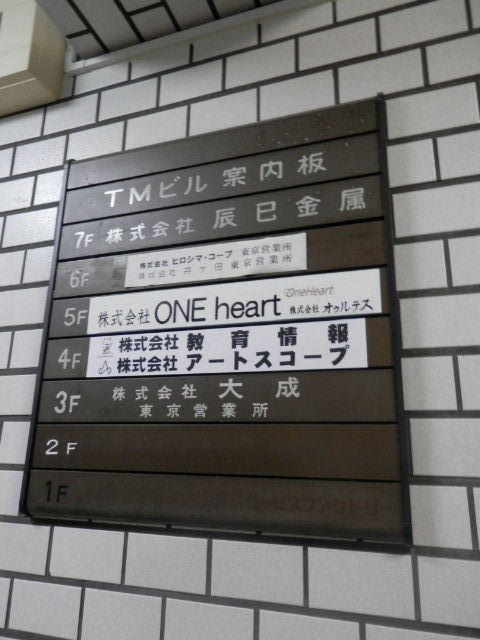 TMビル 案内板
7F 株式会社 辰巳金属
6F 株式会社 ヒロシマ・コープ 東京営業所
株式会社 井ケ田 東京営業所
OneHeart
5F 株式会社 ONE heart 株式会社 オゥルテス
4F 株式会社 教育情報
株式会社 アートスコープ
3F 株式会社 大成
東京営業所
2F
1F